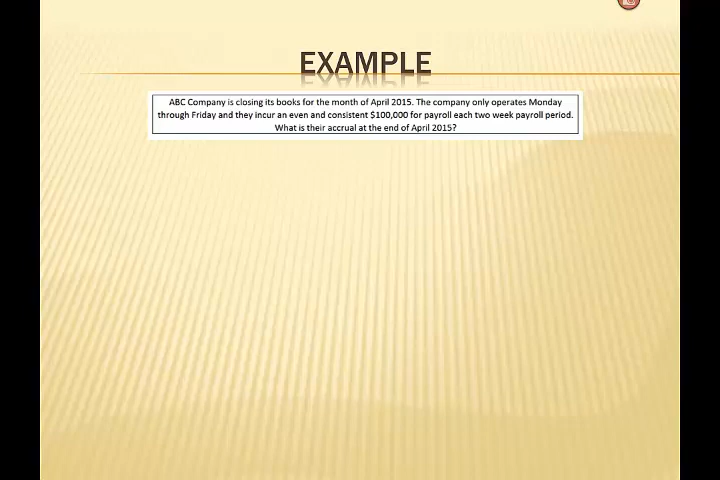 EXAMPLE
ABC Company is closing its books for the month of April 2015. The company only operates Monday
through Friday and they incur an even and consistent $100,000 for payroll each two week payroll period.
What is their accrual at the end of April 2015?